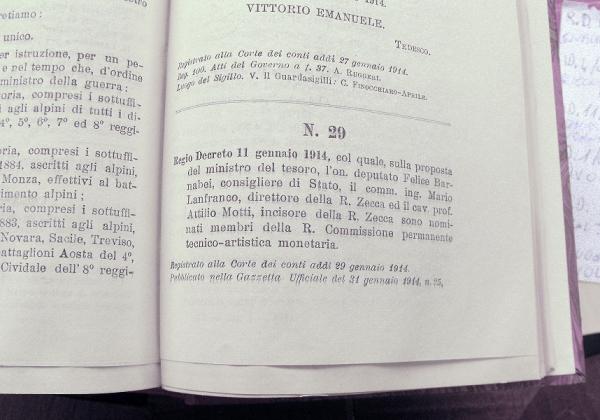 retiamo :
unico.
er istruzione, per un pe-
e nel tempo che, d'ordine
ministro della guerra:
oria, compresi i sottuffi-
i agli alpini di tutti i di-
4°, 5°, 6°, 7° ed 8° reggi-
oria, compresi i sottuffi-
1884. ascritti agli alpini,
Monza, effettivi al bat-
imento alpini ;
ria, compresi i sottuffi-
883, ascritti agli alpini,
Novara, Sacile, Treviso,
battaglioni Aosta del 4°,
Cividale dell'8° reggi-
1914.
VITTORIO EMANUELE.
TEDESCO.
Registrato alla Corte dei conti addì 27 gennaio 1914.
Reg. 100. Atti del Governo a f. 37. A. REGGERI.
Luogo del Sigillo. V. Il Guardasigilli: C. FINOCCHIARO-APRILE.
N. 29
Regio Decreto 11 gennaio 1914, col quale, sulla proposta
del ministro del tesoro, l'on. deputato Felice Bar-
nabei, consigliere di Stato, il comm. ing. Mario
Lanfranco, direttore della R. Zecca ed il cav. prof.
Attilio Motti, incisore della R. Zecca sono nomi-
nati membri della R. Commissione permanente
tecnico-artistica monetaria.
Registrato alla Corte dei conti addì 29 gennaio 1914.
Pubblicato nella Gazzetta Ufficiale del 31 gennaio 1914, n. 25,